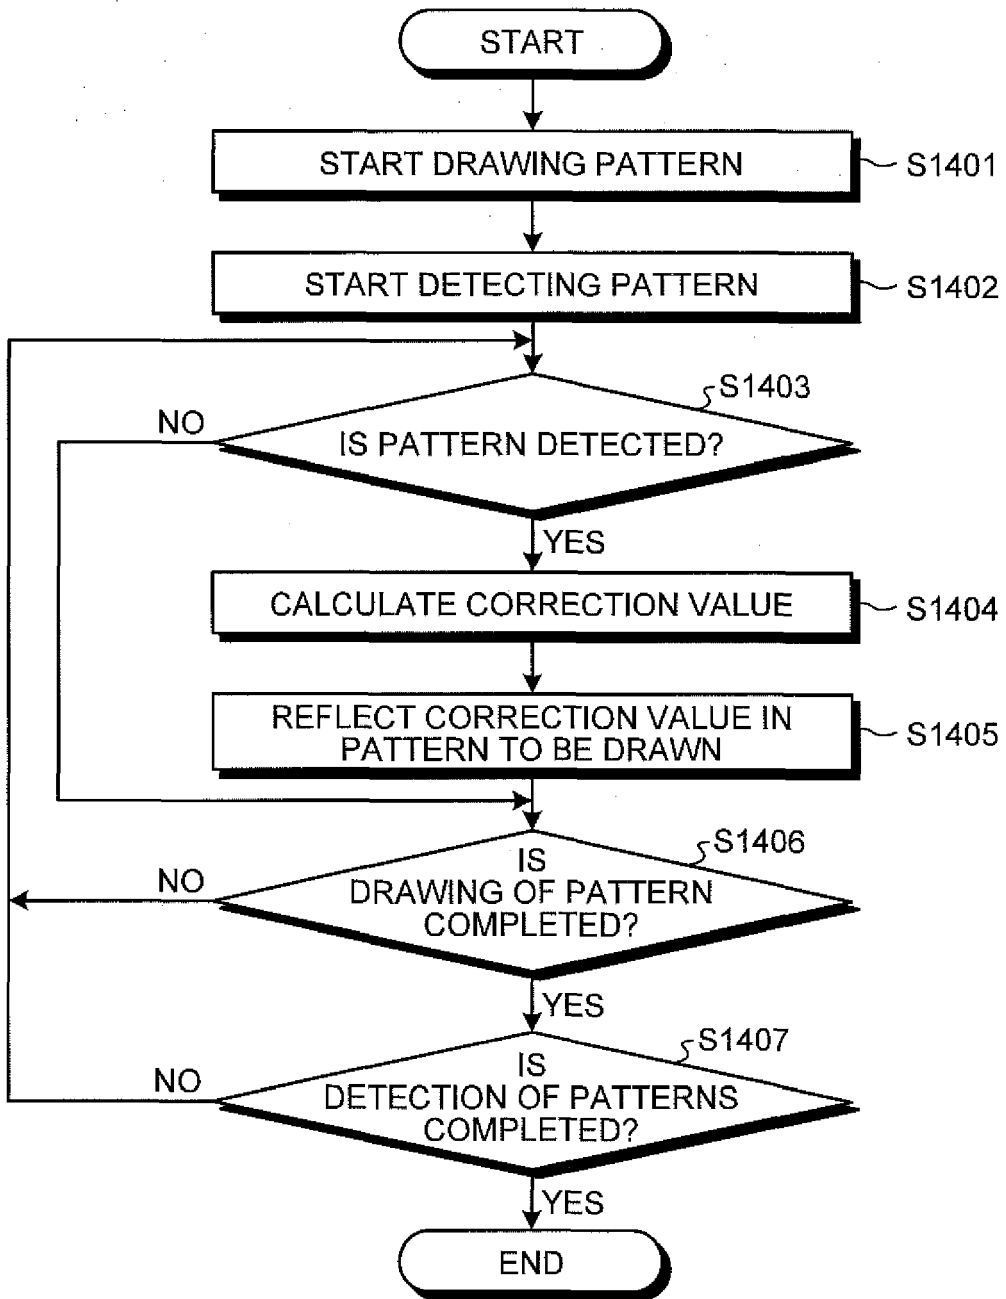 START
START DRAWING PATTERN
S1401
START DETECTING PATTERN
S1402
S1403
NO
IS PATTERN DETECTED?
YES
CALCULATE CORRECTION VALUE
S1404
REFLECT CORRECTION VALUE IN
PATTERN TO BE DRAWN
S1405
S1406
NO
IS
DRAWING OF PATTERN
COMPLETED?
YES
S1407
NO
IS
DETECTION OF PATTERNS
COMPLETED?
YES
END